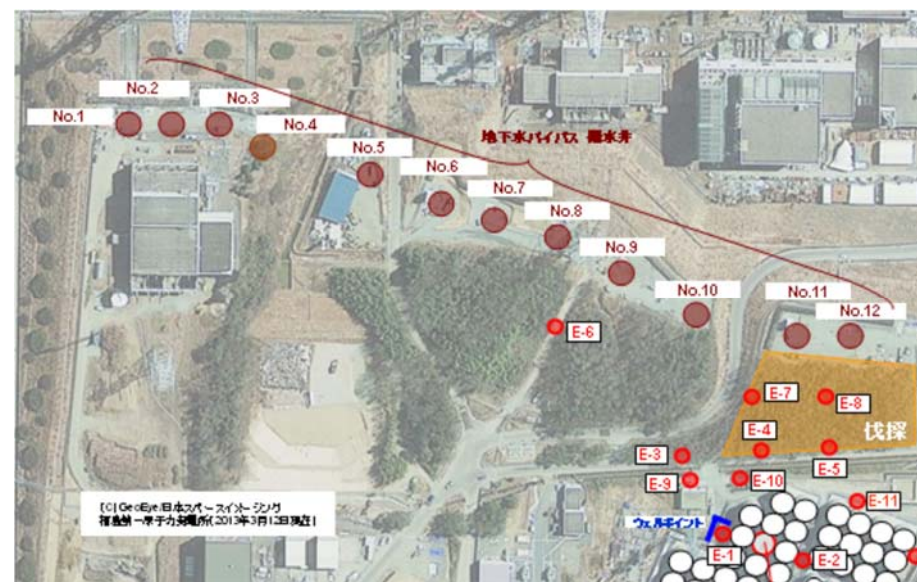 No.2
No.3
No.1
No.4
地下水バイパス 揚水井
No.5
No.6
No.7
No.8
No.9
No.10
No.11
No.12
E-6
E-7
E-8
伐採
E-4
E-3
E-5
E-9
E-10
E-11
(C) GeoEye/日本スペースイメージング
福島第一原子力発電所(2013年3月12日現在)
ウェルポイント
E-1
E-2